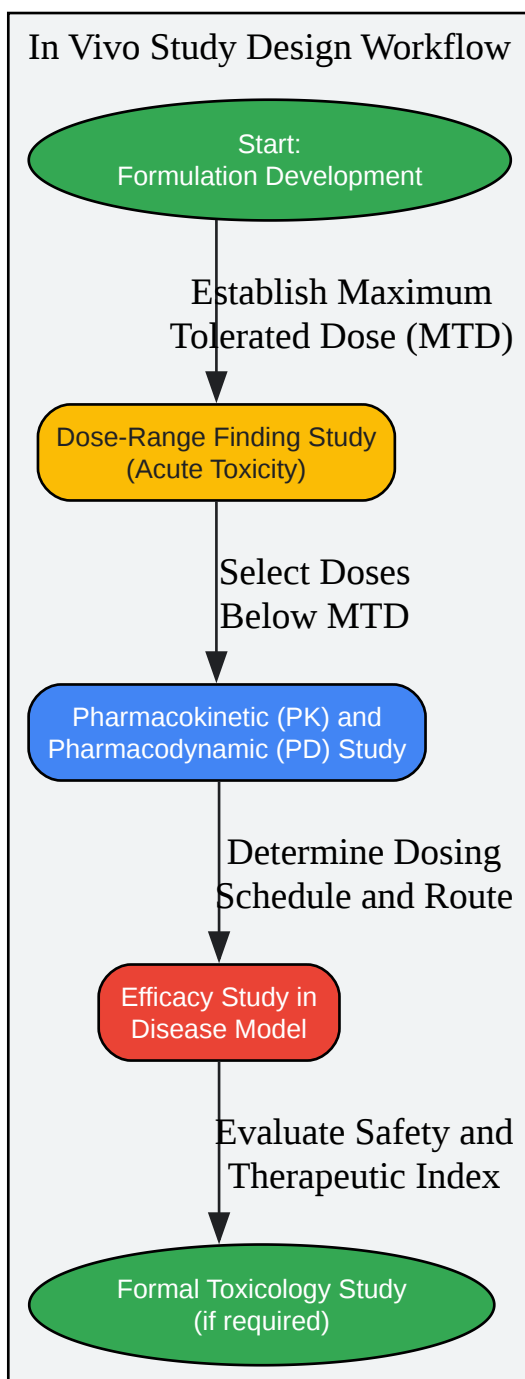 In Vivo Study Design Workflow
Start:
Formulation Development
Establish Maximum
Tolerated Dose (MTD)
Dose-Range Finding Study
(Acute Toxicity)
Select Doses
Below MTD
Pharmacokinetic (PK) and
Pharmacodynamic (PD) Study
Determine Dosing
Schedule and Route
Efficacy Study in
Disease Model
Evaluate Safety and
Therapeutic Index
Formal Toxicology Study
(if required)